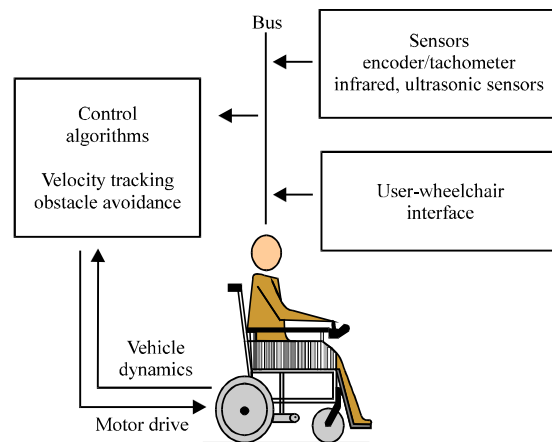 Bus
Sensors
encoder/tachometer
infrared, ultrasonic sensors
Control
algorithms
Velocity tracking
obstacle avoidance
User-wheelchair
interface
Vehicle
dynamics
Motor drive